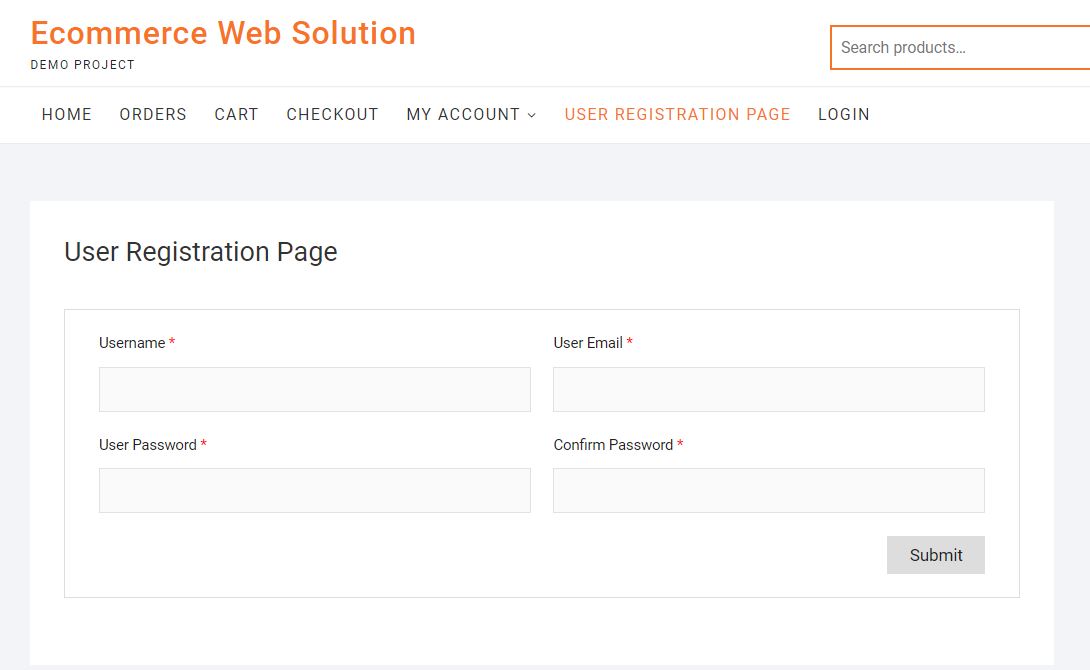 Ecommerce Web Solution
DEMO PROJECT
Search products...
HOME ORDERS CART CHECKOUT MY ACCOUNT USER REGISTRATION PAGE LOGIN
User Registration Page
Username * User Email *
User Password * Confirm Password *
Submit